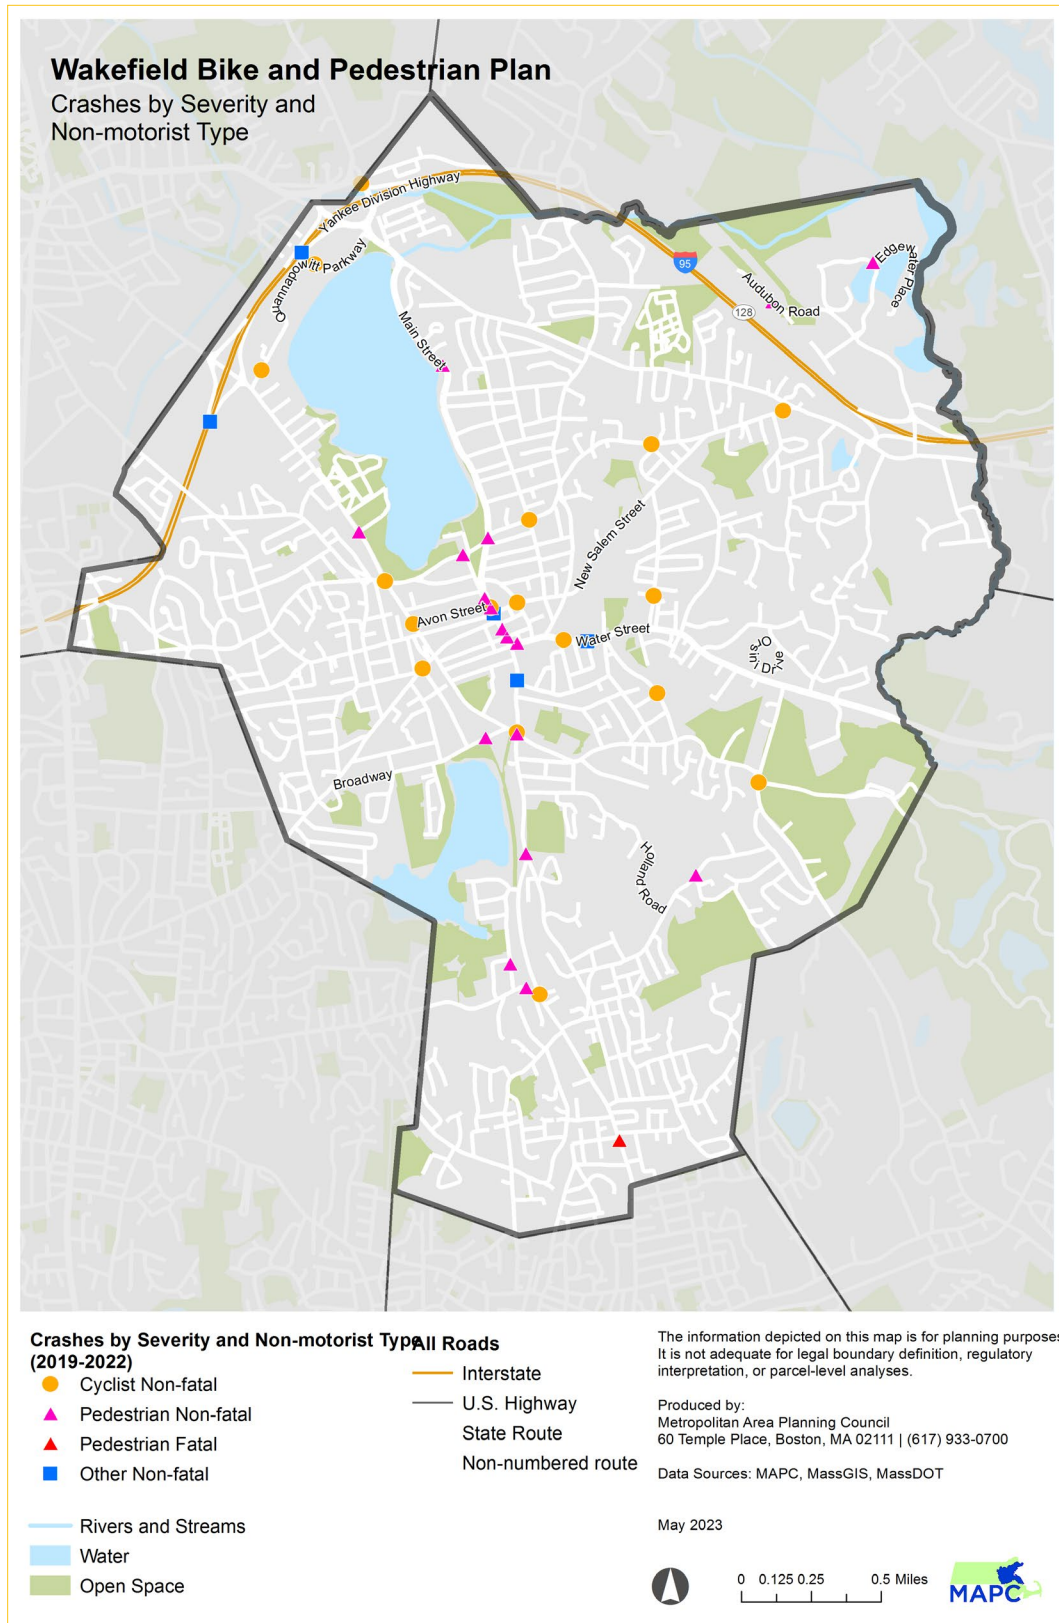 Wakefield Bike and Pedestrian Plan
Crashes by Severity and
Non-motorist Type
Yankee Division Highway
Quannapowitt Parkway
Main Street
95
128
Audubon Road
Edgewater Place
New Salem Street
Avon Street
Water Street
Orsini Drive
Broadway
Holland Road
Crashes by Severity and Non-motorist Type
(2019-2022)
Cyclist Non-fatal
Pedestrian Non-fatal
Pedestrian Fatal
Other Non-fatal
Rivers and Streams
Water
Open Space
All Roads
Interstate
U.S. Highway
State Route
Non-numbered route
The information depicted on this map is for planning purposes
It is not adequate for legal boundary definition, regulatory
interpretation, or parcel-level analyses.
Produced by:
Metropolitan Area Planning Council
60 Temple Place, Boston, MA 02111 | (617) 933-0700
Data Sources: MAPC, MassGIS, MassDOT
May 2023
0 0.125 0.25 0.5 Miles
MAPC